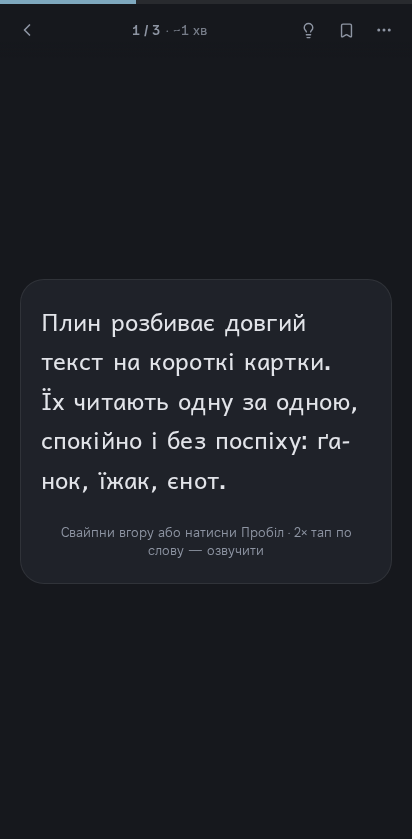 1 / 3 · ~1 хв
Плин розбиває довгий
текст на короткі картки.
Їх читають одну за одною,
спокійно і без поспіху: ґа-
нок, їжак, єнот.
Свайпни вгору або натисни Пробіл · 2× тап по
слову — озвучити